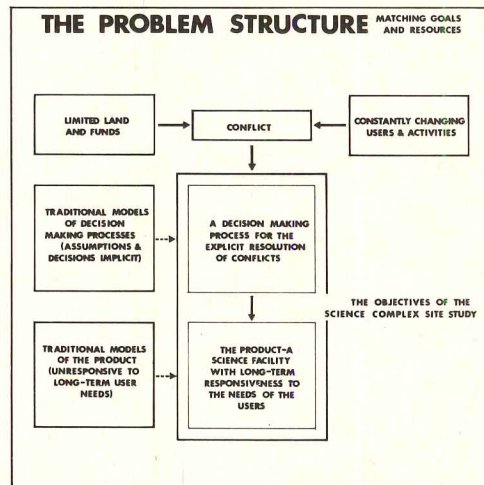 THE PROBLEM STRUCTURE
MATCHING GOALS
AND RESOURCES
LIMITED LAND
AND FUNDS
CONFLICT
CONSTANTLY CHANGING
USERS & ACTIVITIES
TRADITIONAL MODELS
OF DECISION
MAKING PROCESSES
(ASSUMPTIONS &
DECISIONS IMPLICIT)
A DECISION MAKING
PROCESS FOR THE
EXPLICIT RESOLUTION
OF CONFLICTS
THE OBJECTIVES OF THE
SCIENCE COMPLEX SITE STUDY
TRADITIONAL MODELS
OF THE PRODUCT
(UNRESPONSIVE TO
LONG-TERM USER
NEEDS)
THE PRODUCT-A
SCIENCE FACILITY
WITH LONG-TERM
RESPONSIVENESS TO
THE NEEDS OF THE
USERS